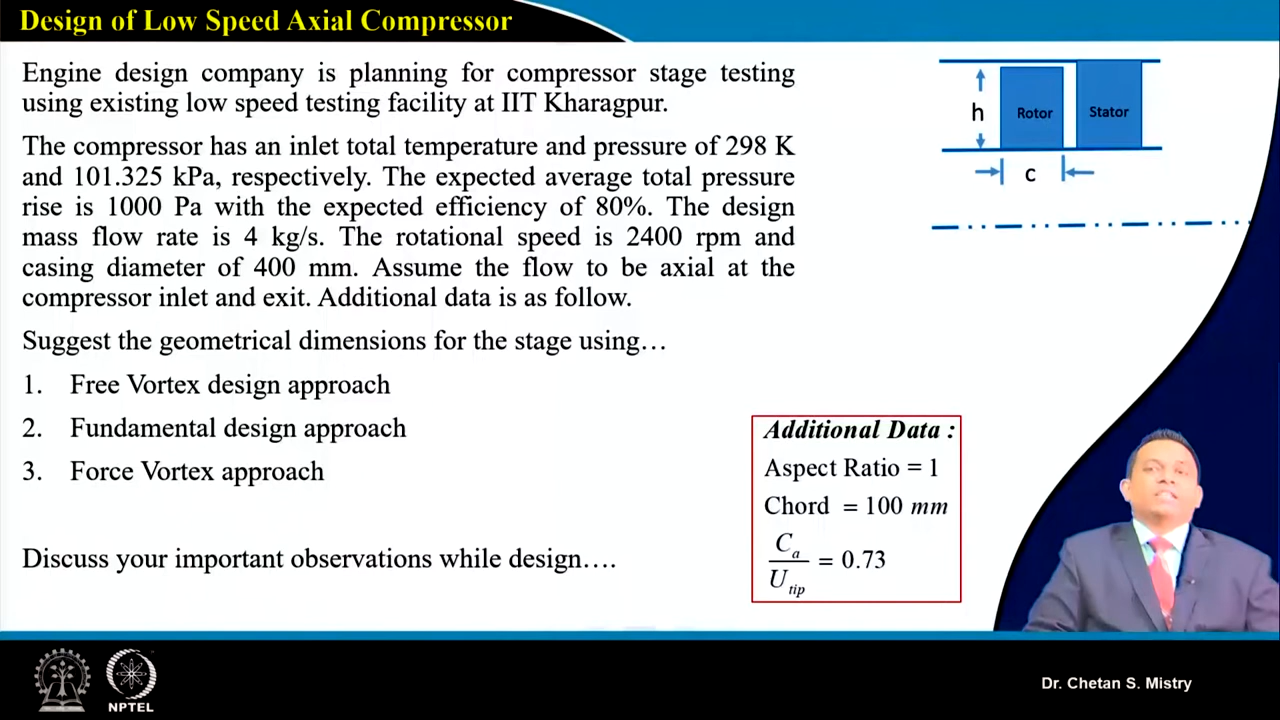 Design of Low Speed Axial Compressor
Engine design company is planning for compressor stage testing
using existing low speed testing facility at IIT Kharagpur.
The compressor has an inlet total temperature and pressure of 298 K
and 101.325 kPa, respectively. The expected average total pressure
rise is 1000 Pa with the expected efficiency of 80%. The design
mass flow rate is 4 kg/s. The rotational speed is 2400 rpm and
casing diameter of 400 mm. Assume the flow to be axial at the
compressor inlet and exit. Additional data is as follow.
Suggest the geometrical dimensions for the stage using…
1. Free Vortex design approach
2. Fundamental design approach
3. Force Vortex approach
Discuss your important observations while design….
h
Rotor
Stator
c
Additional Data :
Aspect Ratio = 1
Chord = 100 mm
C_a / U_tip = 0.73
NPTEL
Dr. Chetan S. Mistry